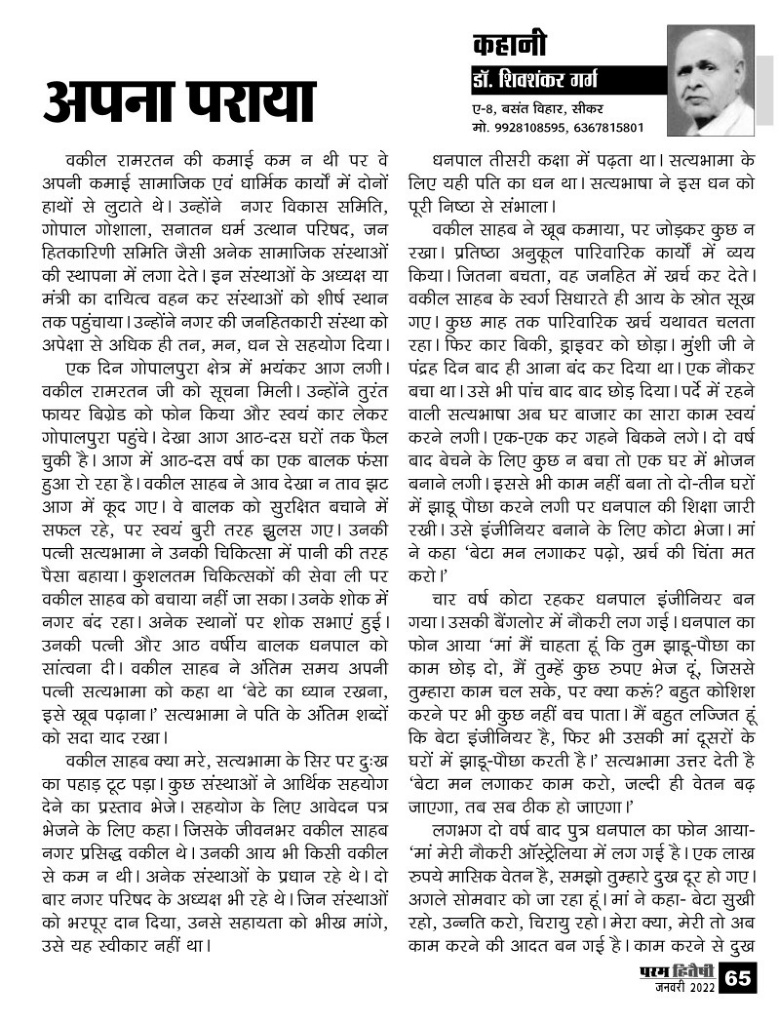 कहानी
डॉ. शिवशंकर गर्ग
ए-8, बसंत विहार, सीकर
मो. 9928108595, 6367815801
अपना पराया
वकील रामरतन की कमाई कम न थी पर वे
अपनी कमाई सामाजिक एवं धार्मिक कार्यों में दोनों
हाथों से लुटाते थे। उन्होंने नगर विकास समिति,
गोपाल गोशाला, सनातन धर्म उत्थान परिषद, जन
हितकारिणी समिति जैसी अनेक सामाजिक संस्थाओं
की स्थापना में लगा देते। इन संस्थाओं के अध्यक्ष या
मंत्री का दायित्व वहन कर संस्थाओं को शीर्ष स्थान
तक पहुंचाया। उन्होंने नगर की जनहितकारी संस्था को
अपेक्षा से अधिक ही तन, मन, धन से सहयोग दिया।
एक दिन गोपालपुरा क्षेत्र में भयंकर आग लगी।
वकील रामरतन जी को सूचना मिली। उन्होंने तुरंत
फायर बिग्रेड को फोन किया और स्वयं कार लेकर
गोपालपुरा पहुंचे। देखा आग आठ-दस घरों तक फैल
चुकी है। आग में आठ-दस वर्ष का एक बालक फंसा
हुआ रो रहा है। वकील साहब ने आव देखा न ताव झट
आग में कूद गए। वे बालक को सुरक्षित बचाने में
सफल रहे, पर स्वयं बुरी तरह झुलस गए। उनकी
पत्नी सत्यभामा ने उनकी चिकित्सा में पानी की तरह
पैसा बहाया। कुशलतम चिकित्सकों की सेवा ली पर
वकील साहब को बचाया नहीं जा सका। उनके शोक में
नगर बंद रहा। अनेक स्थानों पर शोक सभाएं हुई।
उनकी पत्नी और आठ वर्षीय बालक धनपाल को
सांत्वना दी। वकील साहब ने अंतिम समय अपनी
पत्नी सत्यभामा को कहा था 'बेटे का ध्यान रखना,
इसे खूब पढ़ाना।' सत्यभामा ने पति के अंतिम शब्दों
को सदा याद रखा।
वकील साहब क्या मरे, सत्यभामा के सिर पर दुःख
का पहाड़ टूट पड़ा। कुछ संस्थाओं ने आर्थिक सहयोग
देने का प्रस्ताव भेजे। सहयोग के लिए आवेदन पत्र
भेजने के लिए कहा। जिसके जीवनभर वकील साहब
नगर प्रसिद्ध वकील थे। उनकी आय भी किसी वकील
से कम न थी। अनेक संस्थाओं के प्रधान रहे थे। दो
बार नगर परिषद के अध्यक्ष भी रहे थे। जिन संस्थाओं
को भरपूर दान दिया, उनसे सहायता को भीख मांगे,
उसे यह स्वीकार नहीं था।
धनपाल तीसरी कक्षा में पढ़ता था। सत्यभामा के
लिए यही पति का धन था। सत्यभाषा ने इस धन को
पूरी निष्ठा से संभाला।
वकील साहब ने खूब कमाया, पर जोड़कर कुछ न
रखा। प्रतिष्ठा अनुकूल पारिवारिक कार्यों में व्यय
किया। जितना बचता, वह जनहित में खर्च कर देते।
वकील साहब के स्वर्ग सिधारते ही आय के स्रोत सूख
गए। कुछ माह तक पारिवारिक खर्च यथावत चलता
रहा। फिर कार बिकी, ड्राइवर को छोड़ा। मुंशी जी ने
पंद्रह दिन बाद ही आना बंद कर दिया था। एक नौकर
बचा था। उसे भी पांच बाद बाद छोड़ दिया। पर्दे में रहने
वाली सत्यभाषा अब घर बाजार का सारा काम स्वयं
करने लगी। एक-एक कर गहने बिकने लगे। दो वर्ष
बाद बेचने के लिए कुछ न बचा तो एक घर में भोजन
बनाने लगी। इससे भी काम नहीं बना तो दो-तीन घरों
में झाडू पौछा करने लगी पर धनपाल की शिक्षा जारी
रखी। उसे इंजीनियर बनाने के लिए कोटा भेजा। मां
ने कहा 'बेटा मन लगाकर पढ़ो, खर्च की चिंता मत
करो।'
चार वर्ष कोटा रहकर धनपाल इंजीनियर बन
गया। उसकी बैंगलोर में नौकरी लग गई। धनपाल का
फोन आया 'मां मैं चाहता हूं कि तुम झाडू-पौछा का
काम छोड़ दो, मैं तुम्हें कुछ रुपए भेज दूं, जिससे
तुम्हारा काम चल सके, पर क्या करुं? बहुत कोशिश
करने पर भी कुछ नहीं बच पाता। मैं बहुत लज्जित हूं
कि बेटा इंजीनियर है, फिर भी उसकी मां दूसरों के
घरों में झाडू-पौछा करती है।' सत्यभामा उत्तर देती है
'बेटा मन लगाकर काम करो, जल्दी ही वेतन बढ़
जाएगा, तब सब ठीक हो जाएगा।'
लगभग दो वर्ष बाद पुत्र धनपाल का फोन आया-
'मां मेरी नौकरी ऑस्ट्रेलिया में लग गई है। एक लाख
रुपये मासिक वेतन है, समझो तुम्हारे दुख दूर हो गए।
अगले सोमवार को जा रहा हूं। मां ने कहा- बेटा सुखी
रहो, उन्नति करो, चिरायु रहो। मेरा क्या, मेरी तो अब
काम करने की आदत बन गई है। काम करने से दुख
परम हितैषी
जनवरी 2022
65